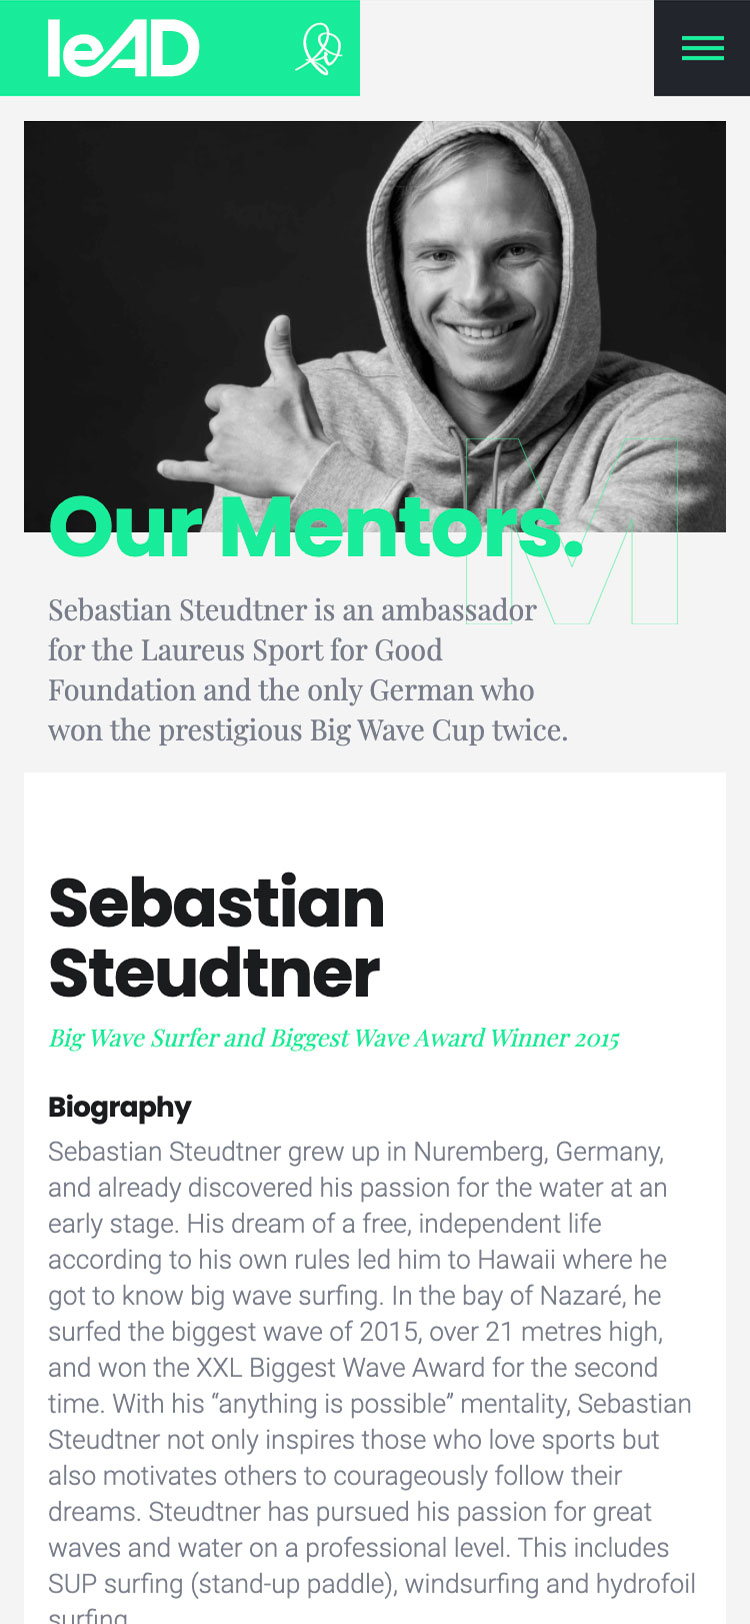 leAD
Our Mentors.
M
Sebastian Steudtner is an ambassador
for the Laureus Sport for Good
Foundation and the only German who
won the prestigious Big Wave Cup twice.
Sebastian
Steudtner
Big Wave Surfer and Biggest Wave Award Winner 2015
Biography
Sebastian Steudtner grew up in Nuremberg, Germany,
and already discovered his passion for the water at an
early stage. His dream of a free, independent life
according to his own rules led him to Hawaii where he
got to know big wave surfing. In the bay of Nazaré, he
surfed the biggest wave of 2015, over 21 metres high,
and won the XXL Biggest Wave Award for the second
time. With his “anything is possible” mentality, Sebastian
Steudtner not only inspires those who love sports but
also motivates others to courageously follow their
dreams. Steudtner has pursued his passion for great
waves and water on a professional level. This includes
SUP surfing (stand-up paddle), windsurfing and hydrofoil
surfing